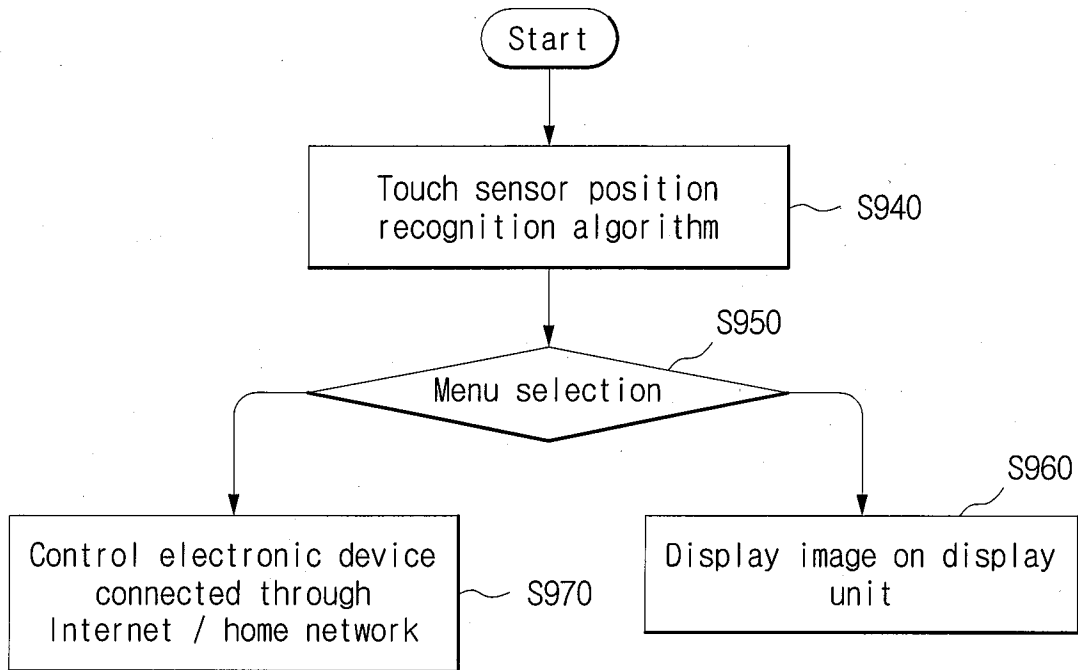 Start
Touch sensor position
recognition algorithm
S940
S950
Menu selection
S960
Control electronic device
connected through
Internet / home network
S970
Display image on display
unit